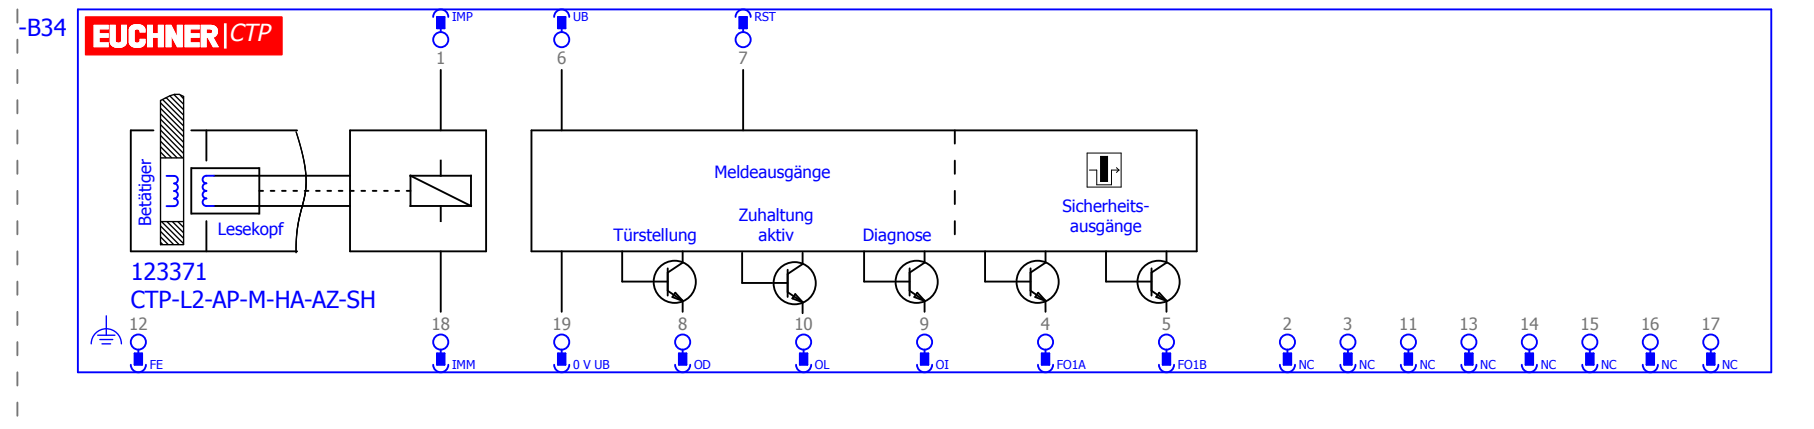 -B34
EUCHNER CTP
IMP
UB
RST
1
6
7
Betätiger
Lesekopf
Meldeausgänge
Türstellung
Zuhaltung
aktiv
Diagnose
Sicherheits-
ausgänge
123371
CTP-L2-AP-M-HA-AZ-SH
12
18
19
8
10
9
4
5
2
3
11
13
14
15
16
17
FE
IMM
0 V UB
OD
OL
OI
FO1A
FO1B
NC
NC
NC
NC
NC
NC
NC
NC